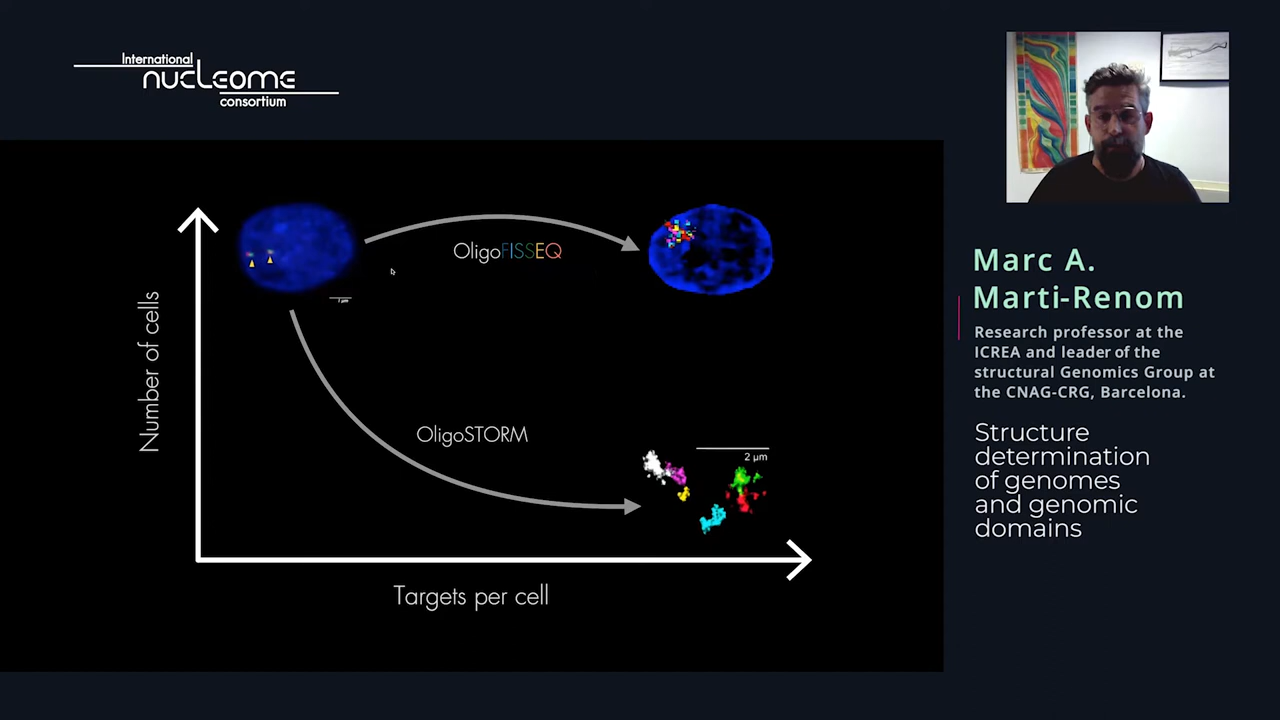 International
nucleome
consortium
OligoFISSEQ
1 µm
Number of cells
OligoSTORM
2 µm
Targets per cell
Marc A.
Marti-Renom
Research professor at the
ICREA and leader of the
structural Genomics Group at
the CNAG-CRG, Barcelona.
Structure
determination
of genomes
and genomic
domains